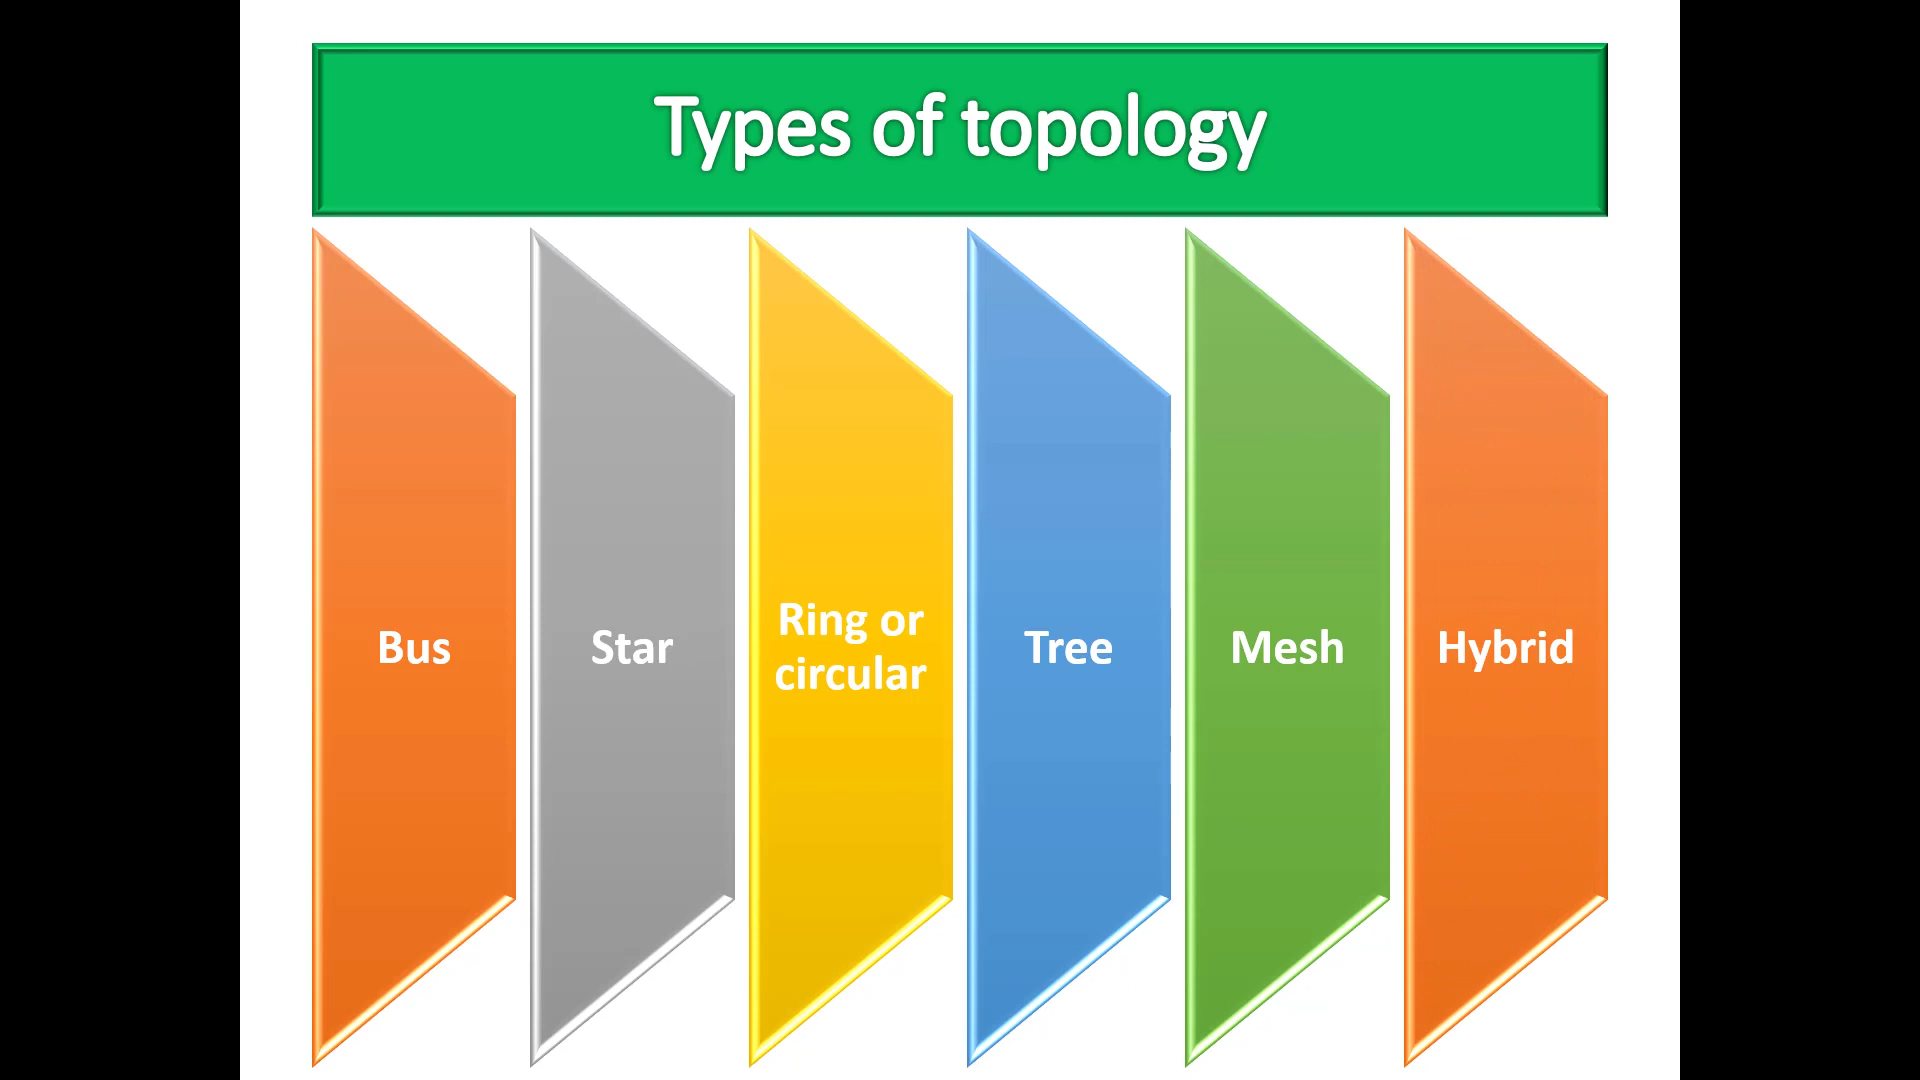 Types of topology
Bus
Star
Ring or
circular
Tree
Mesh
Hybrid